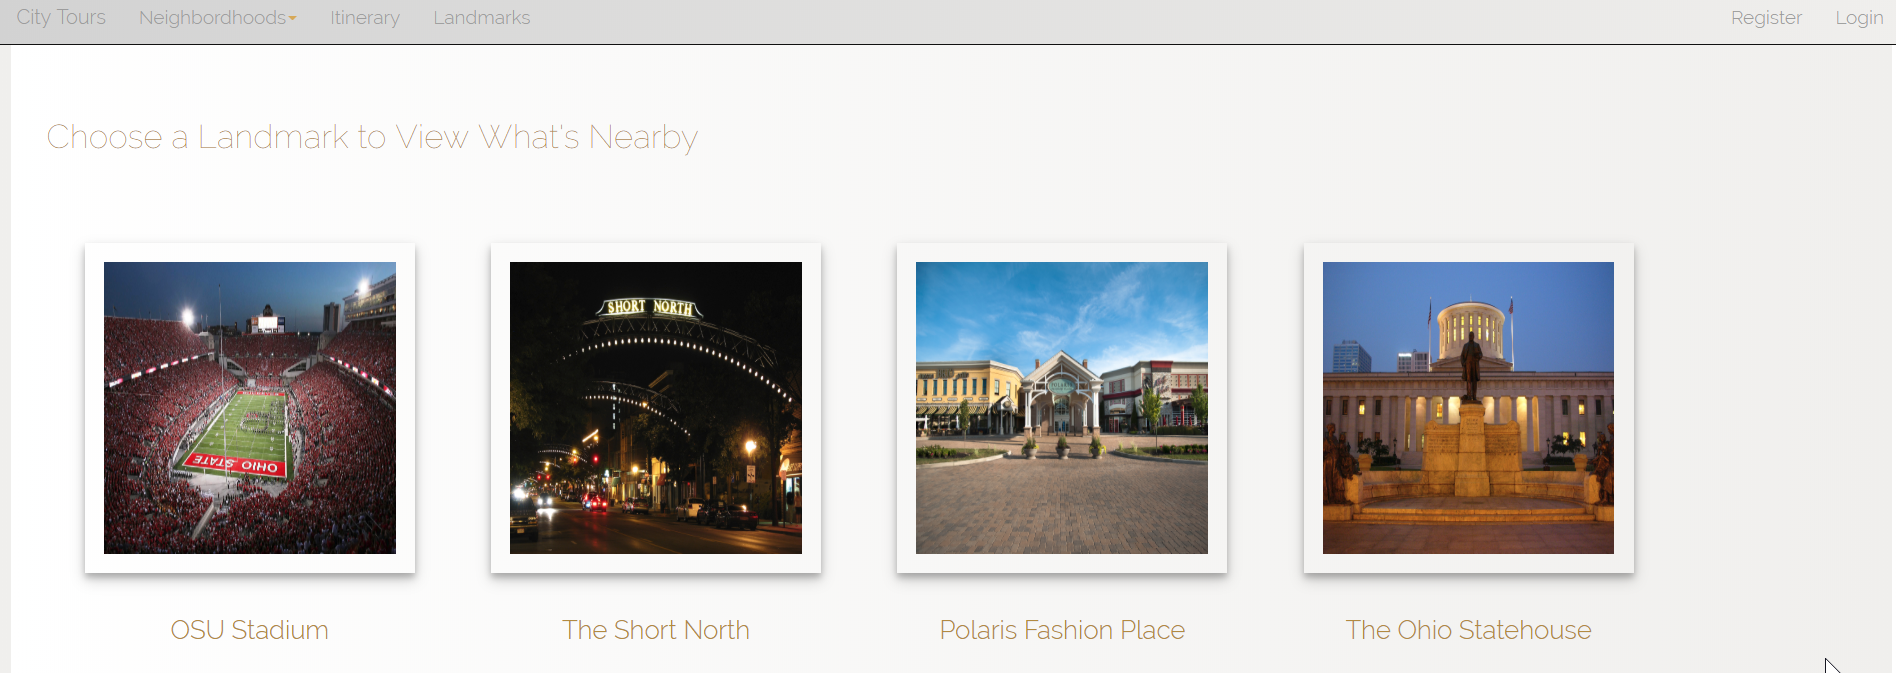 City Tours Neighbordhoods Itinerary Landmarks Register Login
Choose a Landmark to View What's Nearby
SHORT NORTH
POLARIS
OHIO STATE
OSU Stadium The Short North Polaris Fashion Place The Ohio Statehouse